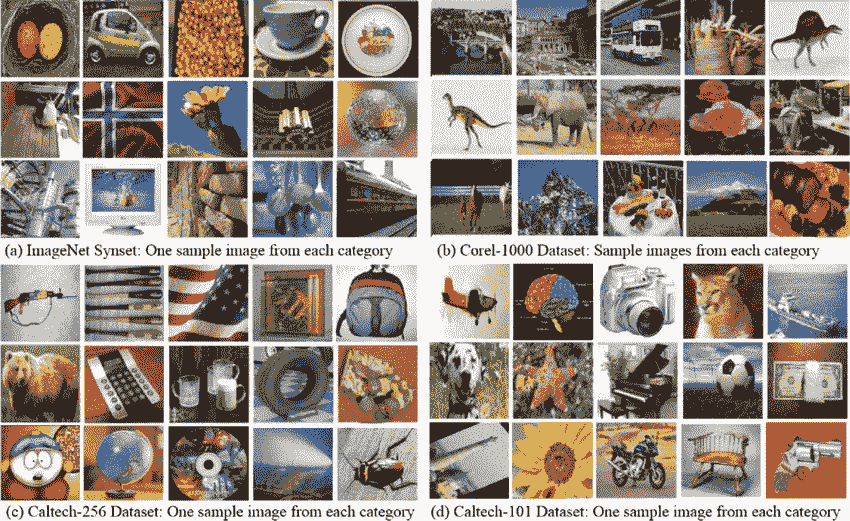 (a) ImageNet Synset: One sample image from each category
(b) Corel-1000 Dataset: Sample images from each category
(c) Caltech-256 Dataset: One sample image from each category
(d) Caltech-101 Dataset: One sample image from each category